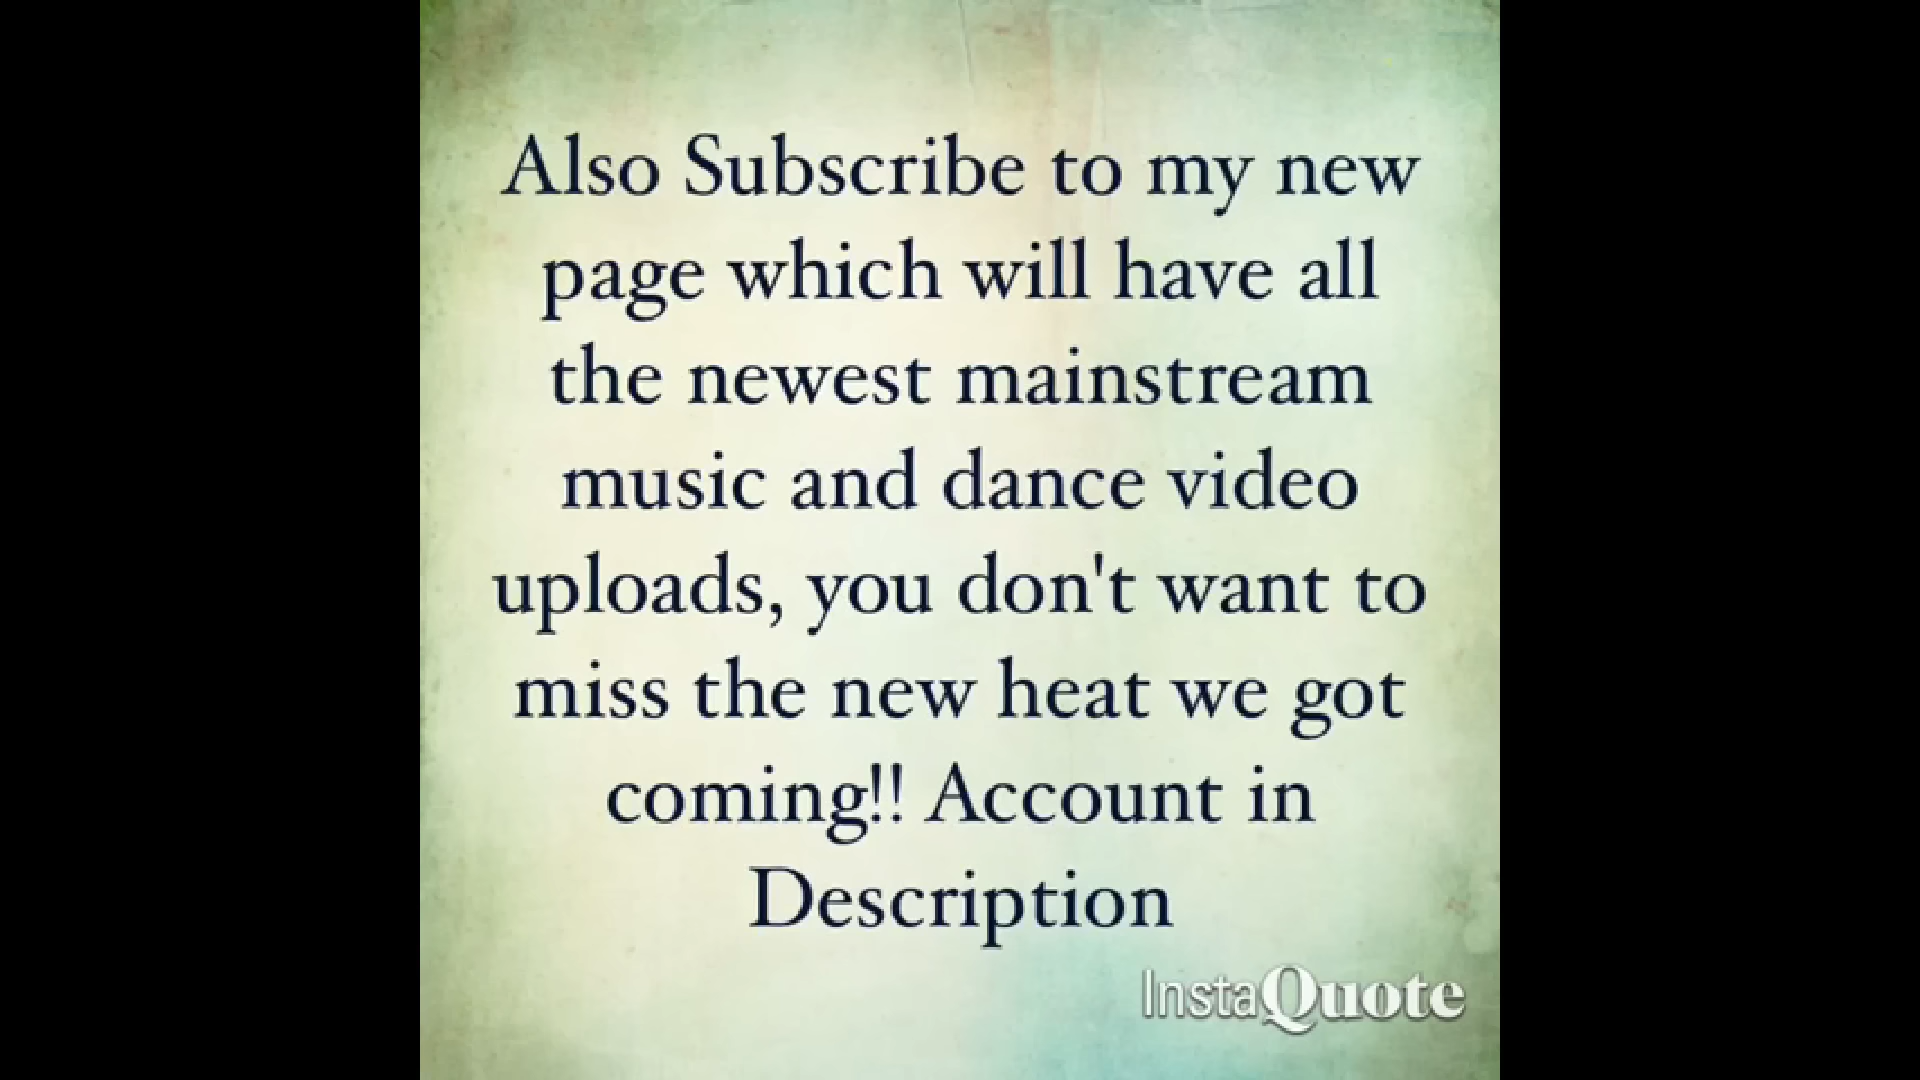 Also Subscribe to my new
page which will have all
the newest mainstream
music and dance video
uploads, you don't want to
miss the new heat we got
coming!! Account in
Description
InstaQuote